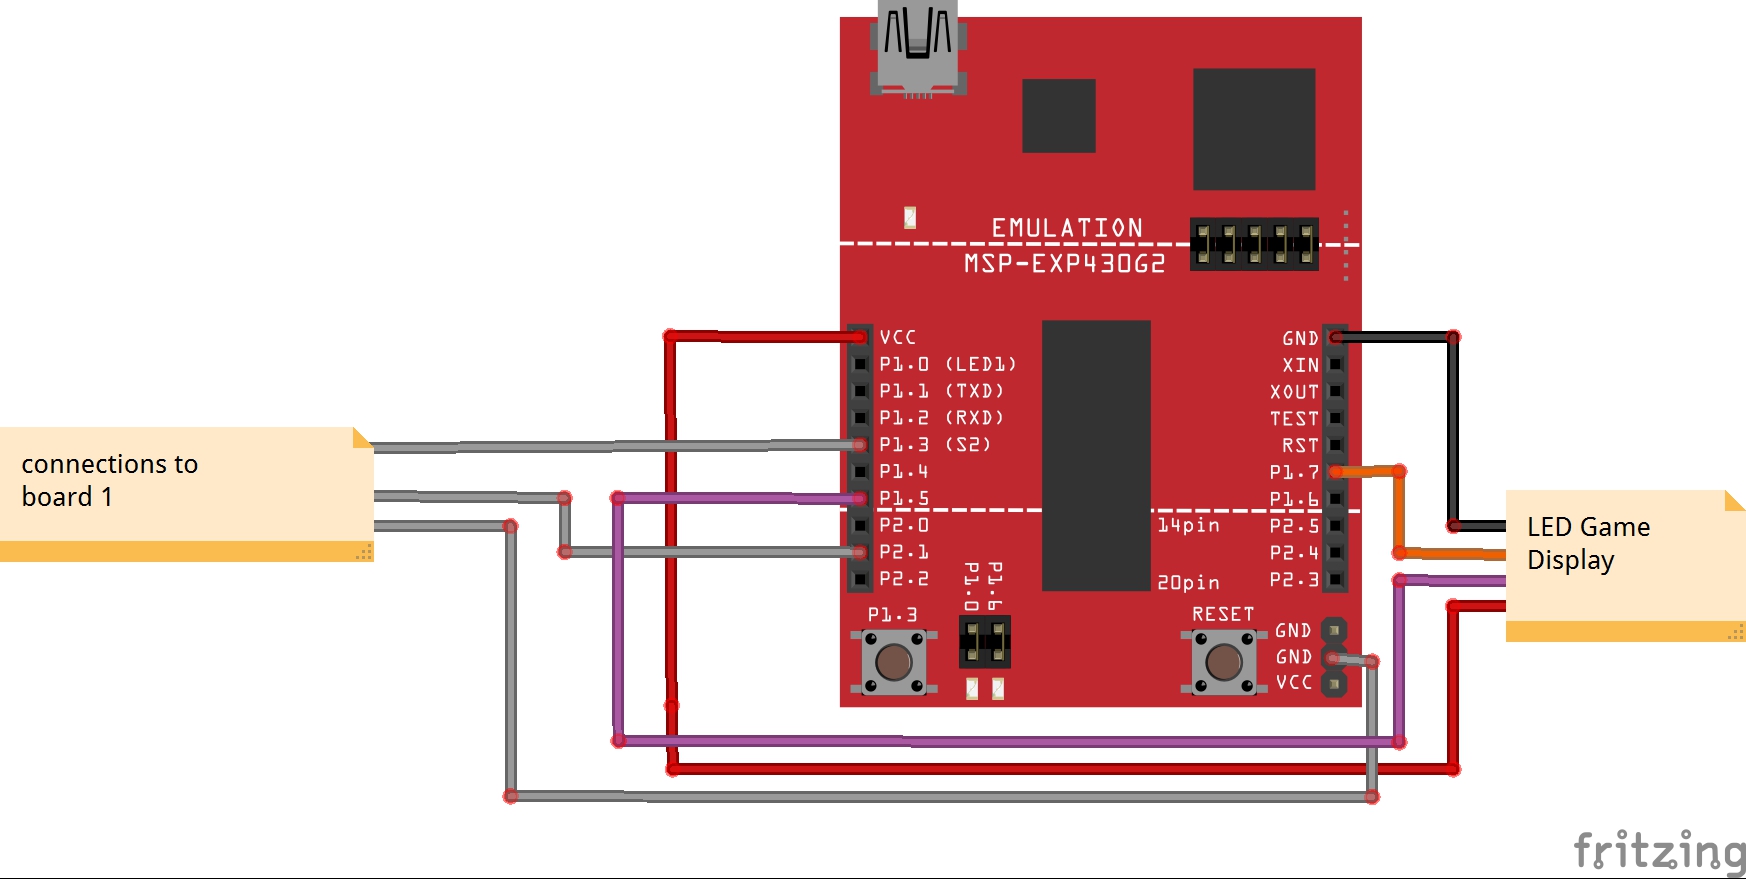 EMULATION
MSP-EXP430G2
VCC
P1.0 (LED1)
P1.1 (TXD)
P1.2 (RXD)
P1.3 (S2)
P1.4
P1.5
P2.0
P2.1
P2.2
GND
XIN
XOUT
TEST
RST
P1.7
P1.6
P2.5
P2.4
P2.3
14pin
20pin
P1.3
P1.0
P1.6
RESET
GND
GND
VCC
connections to
board 1
LED Game
Display
fritzing